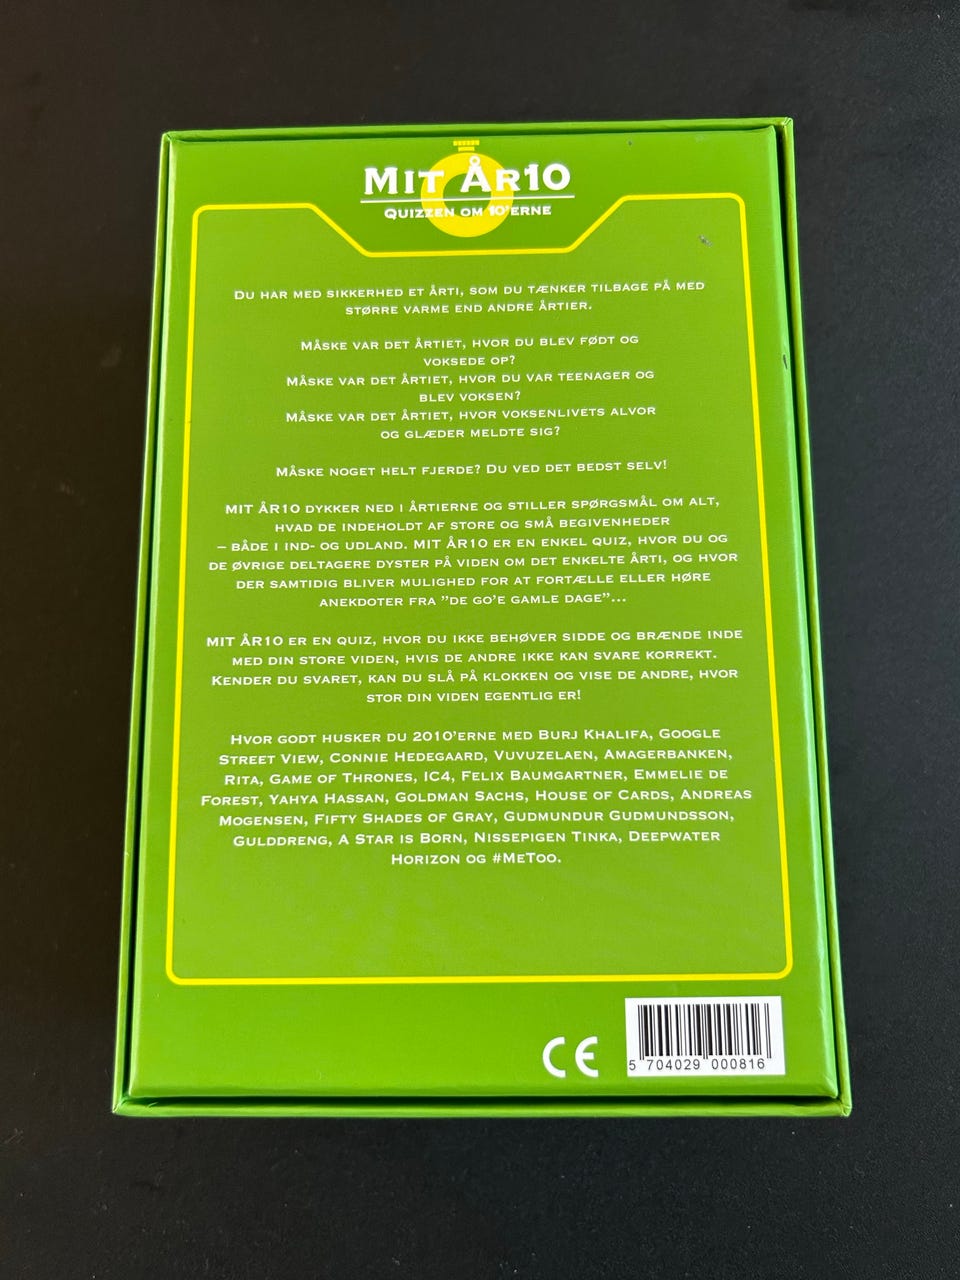 Mit År10
Quizzen om 10'erne
Du har med sikkerhed et årti, som du tænker tilbage på med
større varme end andre årtier.
Måske var det årtiet, hvor du blev født og
voksede op?
Måske var det årtiet, hvor du var teenager og
blev voksen?
Måske var det årtiet, hvor voksenlivets alvor
og glæder meldte sig?
Måske noget helt fjerde? Du ved det bedst selv!
MIT ÅR10 dykker ned i årtierne og stiller spørgsmål om alt,
hvad de indeholdt af store og små begivenheder
– både i ind- og udland. MIT ÅR10 er en enkel quiz, hvor du og
de øvrige deltagere dyster på viden om det enkelte årti, og hvor
der samtidig bliver mulighed for at fortælle eller høre
anekdoter fra "de go'e gamle dage"...
MIT ÅR10 er en quiz, hvor du ikke behøver sidde og brænde inde
med din store viden, hvis de andre ikke kan svare korrekt.
Kender du svaret, kan du slå på klokken og vise de andre, hvor
stor din viden egentlig er!
Hvor godt husker du 2010'erne med Burj Khalifa, Google
Street View, Connie Hedegaard, Vuvuzelaen, Amagerbanken,
Rita, Game of Thrones, IC4, Felix Baumgartner, Emmelie de
Forest, Yahya Hassan, Goldman Sachs, House of Cards, Andreas
Mogensen, Fifty Shades of Gray, Gudmundur Gudmundsson,
Gulddreng, A Star is Born, Nissepigen Tinka, Deepwater
Horizon og #MeToo.
CE
5 704029 000816